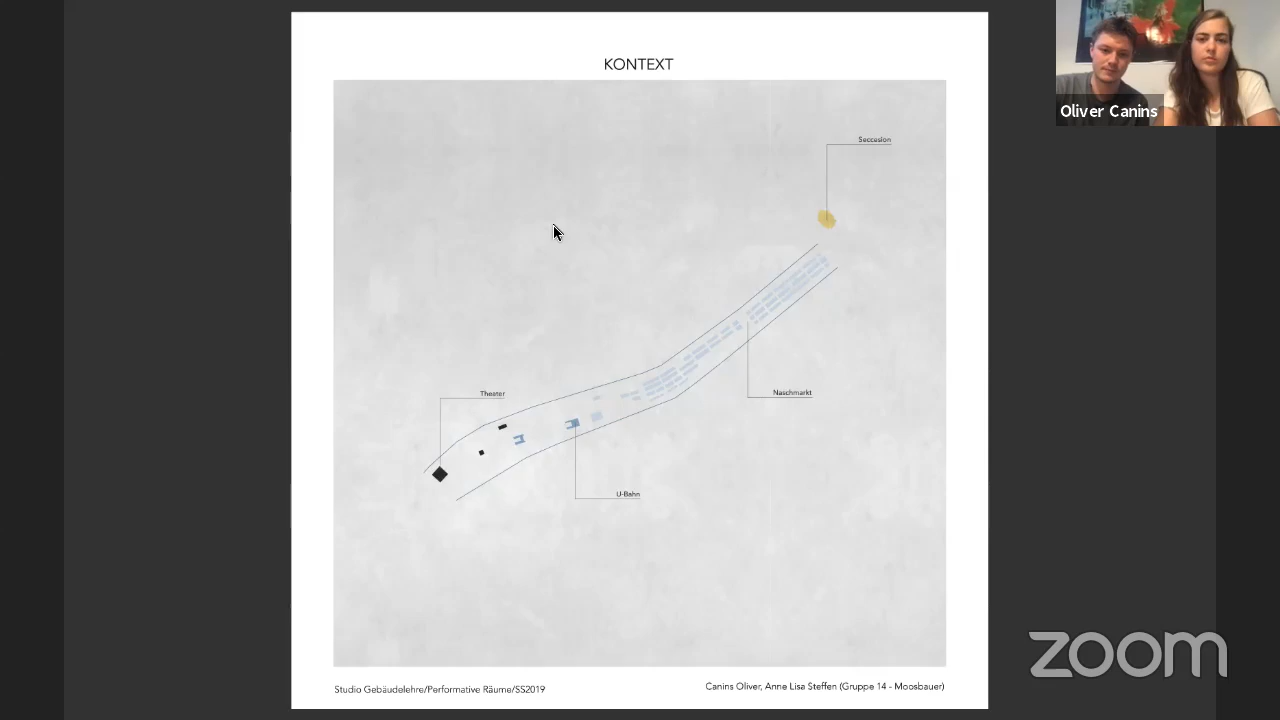 KONTEXT
Oliver Canins
Seccasion
Theater
Naschmarkt
U-Bahn
zoom
Studio Gebäudelehre/Performative Räume/SS2019
Canins Oliver, Anne Lisa Steffen (Gruppe 14 - Moosbauer)